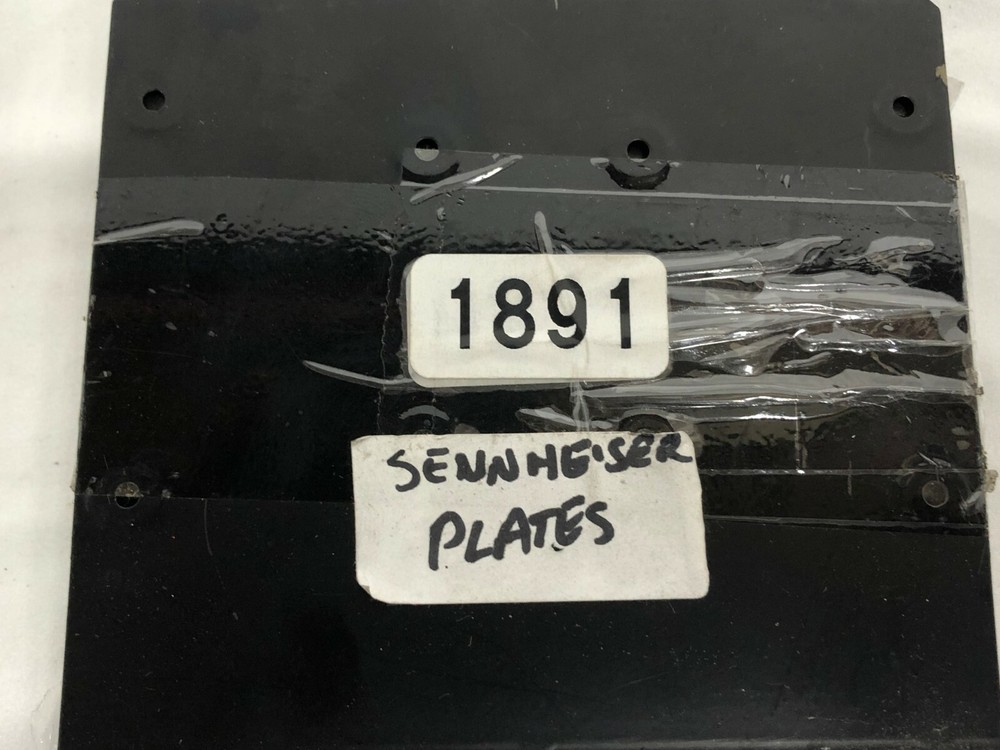 1891
SENNHEISER
PLATES